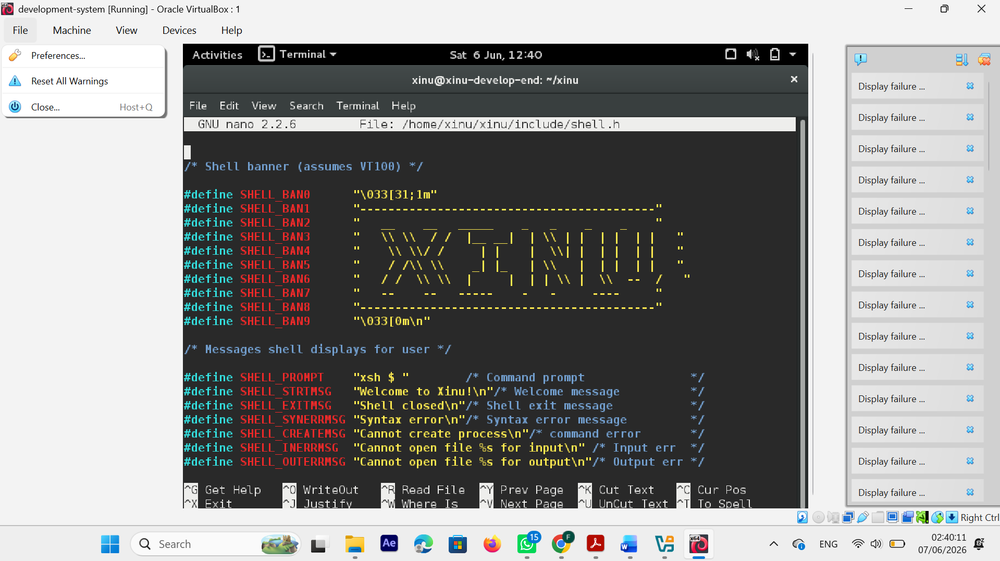 development-system [Running] - Oracle VirtualBox : 1
File Machine View Devices Help
Preferences...
Reset All Warnings
Close... Host+Q
Activities Terminal Sat 6 Jun, 12:40
xinu@xinu-develop-end: ~/xinu
File Edit View Search Terminal Help
GNU nano 2.2.6 File: /home/xinu/xinu/include/shell.h
/* Shell banner (assumes VT100) */
#define SHELL_BAN0 "\033[31;1m"
#define SHELL_BAN1 "------------------------------------------"
#define SHELL_BAN2 "   __    __   _____    _   _    _    _    "
#define SHELL_BAN3 "   \\ \\  / /  |__ __|  | \\ | |  | |  | |   "
#define SHELL_BAN4 "    \\ \\/ /     | |    |  \\| |  | |  | |   "
#define SHELL_BAN5 "    / /\\ \\    _| |_   | \\   |  | |  | |   "
#define SHELL_BAN6 "   / /  \\ \\  |     |  | | \\ |  \\  --  /   "
#define SHELL_BAN7 "   --    --   -----    -   -     ----     "
#define SHELL_BAN8 "------------------------------------------"
#define SHELL_BAN9 "\033[0m\n"
/* Messages shell displays for user */
#define SHELL_PROMPT "xsh $ " /* Command prompt */
#define SHELL_STRTMSG "Welcome to Xinu!\n"/* Welcome message */
#define SHELL_EXITMSG "Shell closed\n"/* Shell exit message */
#define SHELL_SYNERRMSG "Syntax error\n"/* Syntax error message */
#define SHELL_CREATEMSG "Cannot create process\n"/* command error */
#define SHELL_INERRMSG "Cannot open file %s for input\n" /* Input err */
#define SHELL_OUTERRMSG "Cannot open file %s for output\n"/* Output err */
^G Get Help ^O WriteOut ^R Read File ^Y Prev Page ^K Cut Text ^C Cur Pos
^X Exit ^J Justify ^W Where Is ^V Next Page ^U UnCut Text ^T To Spell
Display failure ...
Display failure ...
Display failure ...
Display failure ...
Display failure ...
Display failure ...
Display failure ...
Display failure ...
Display failure ...
Display failure ...
Display failure ...
Display failure ...
Display failure ...
Display failure ...
Right Ctrl
Search
Ae
15
F
x64
ENG
02:40:11
07/06/2026